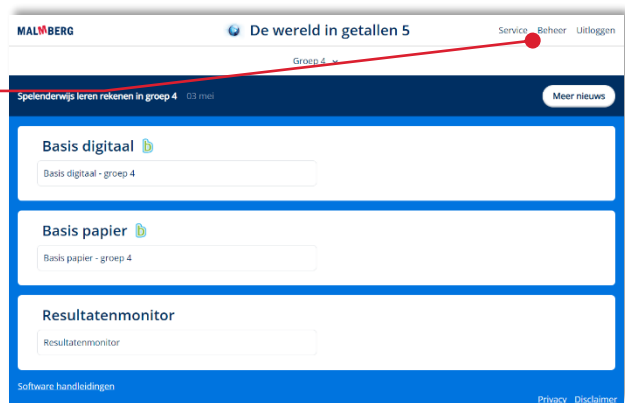 MALMBERG
De wereld in getallen 5
Service Beheer Uitloggen
Groep 4
Spelenderwijs leren rekenen in groep 4 03 mei
Meer nieuws
Basis digitaal b
Basis digitaal - groep 4
Basis papier b
Basis papier - groep 4
Resultatenmonitor
Resultatenmonitor
Software handleidingen
Privacy Disclaimer